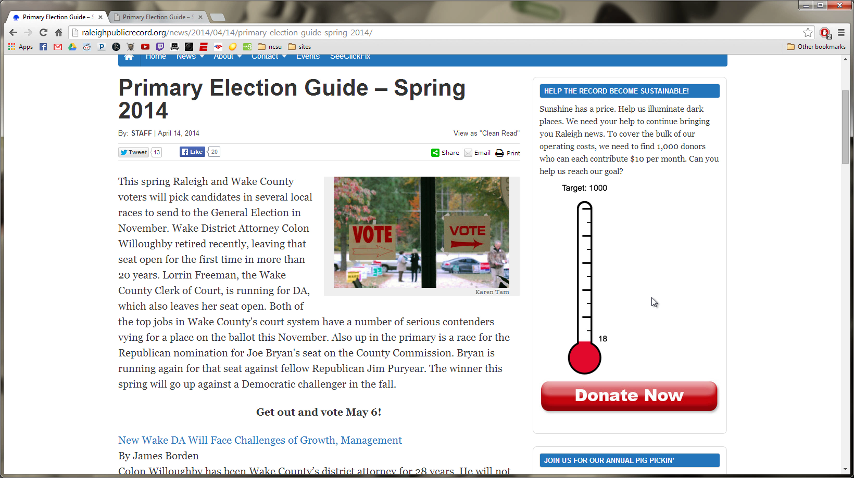 Primary Election Guide – S
Primary Election Guide – S
raleighpublicrecord.org/news/2014/04/14/primary-election-guide-spring-2014/
Apps
ncsu
sites
Other bookmarks
Home News About Contact Events SeeClickFix
Primary Election Guide – Spring
2014
By: STAFF | April 14, 2014
View as "Clean Read"
Tweet 13 Like 20
Share Email Print
This spring Raleigh and Wake County
voters will pick candidates in several local
races to send to the General Election in
November. Wake District Attorney Colon
Willoughby retired recently, leaving that
seat open for the first time in more than
20 years. Lorrin Freeman, the Wake
County Clerk of Court, is running for DA,
which also leaves her seat open. Both of
the top jobs in Wake County's court system have a number of serious contenders
vying for a place on the ballot this November. Also up in the primary is a race for the
Republican nomination for Joe Bryan's seat on the County Commission. Bryan is
running again for that seat against fellow Republican Jim Puryear. The winner this
spring will go up against a Democratic challenger in the fall.
VOTE
VOTE
Karen Tam
Get out and vote May 6!
New Wake DA Will Face Challenges of Growth, Management
By James Borden
Colon Willoughby has been Wake County's district attorney for 28 years. He will not
HELP THE RECORD BECOME SUSTAINABLE!
Sunshine has a price. Help us illuminate dark
places. We need your help to continue bringing
you Raleigh news. To cover the bulk of our
operating costs, we need to find 1,000 donors
who can each contribute $10 per month. Can you
help us reach our goal?
Target: 1000
18
Donate Now
JOIN US FOR OUR ANNUAL PIG PICKIN'